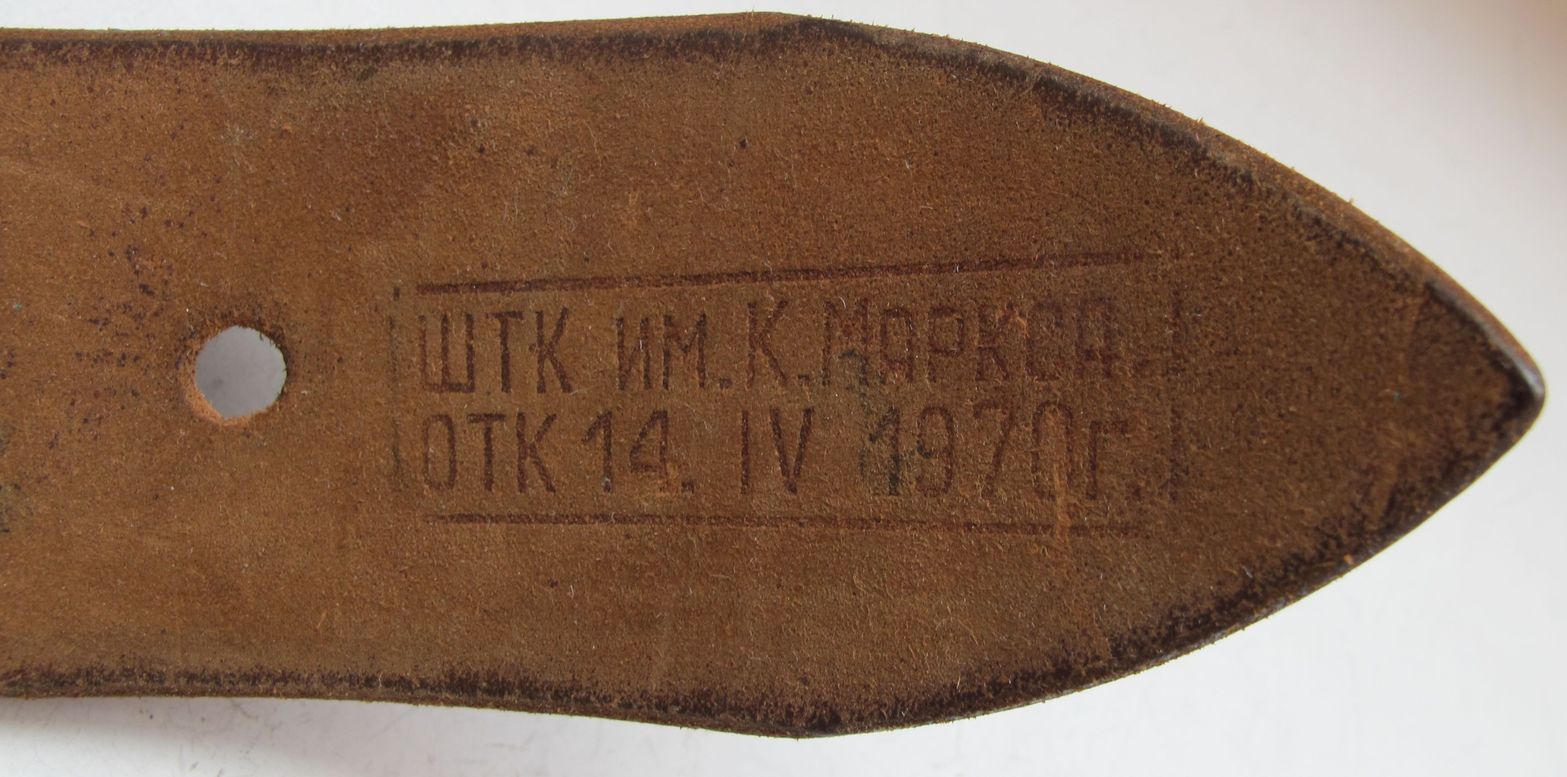 ШТК им. К. Маркса.
ОТК 14. IV 1970г.